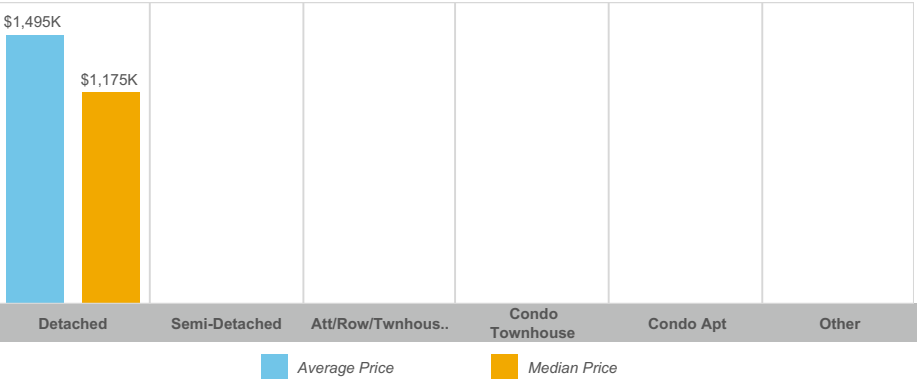 $1,495K
$1,175K
Detached
Semi-Detached
Att/Row/Twnhous..
Condo
Townhouse
Condo Apt
Other
Average Price
Median Price